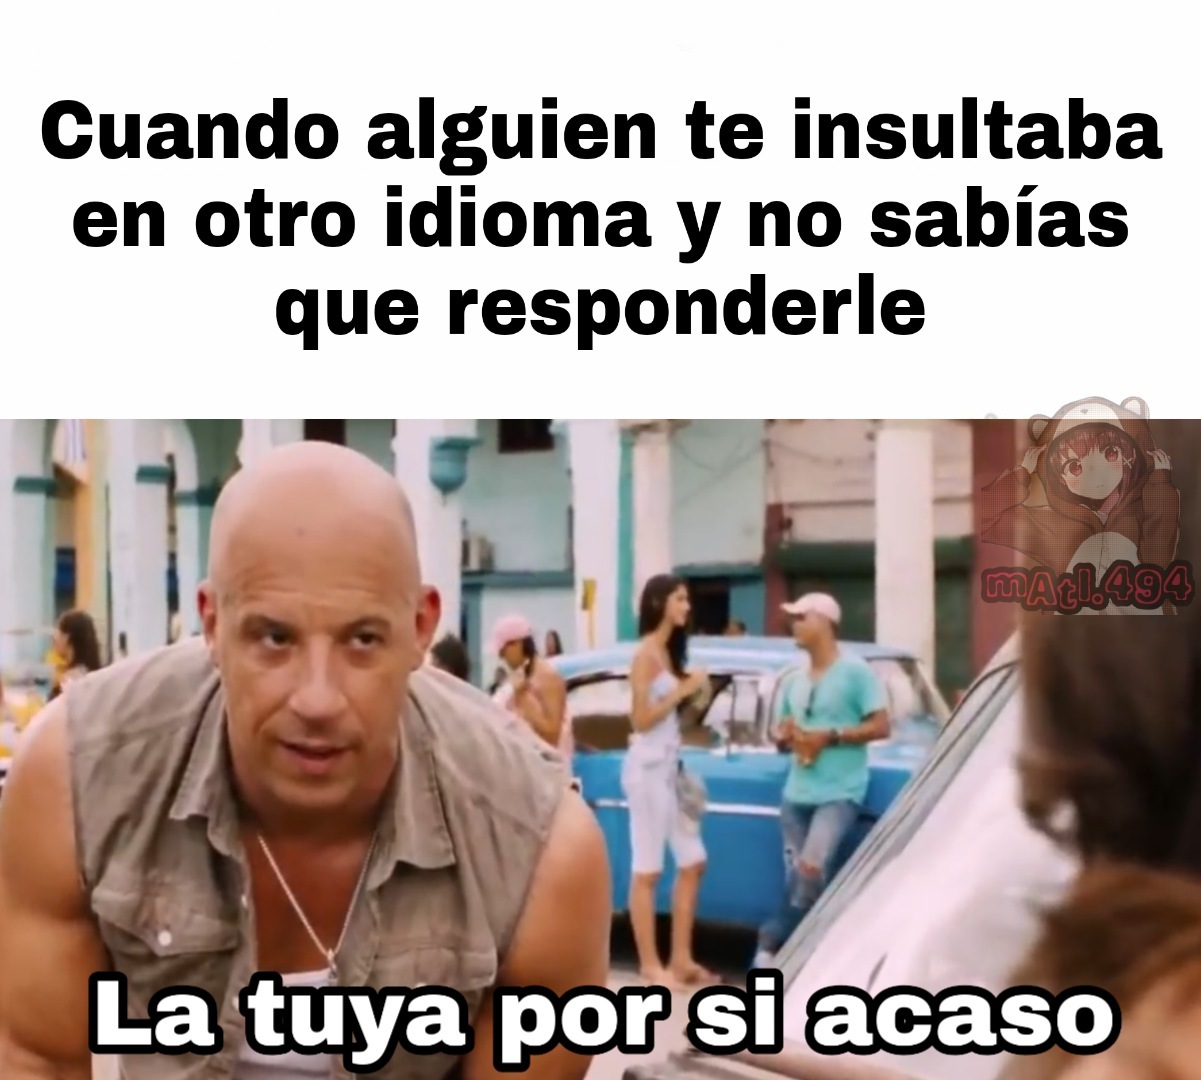 Cuando alguien te insultaba
en otro idioma y no sabías
que responderle
mAtI.494
La tuya por si acaso